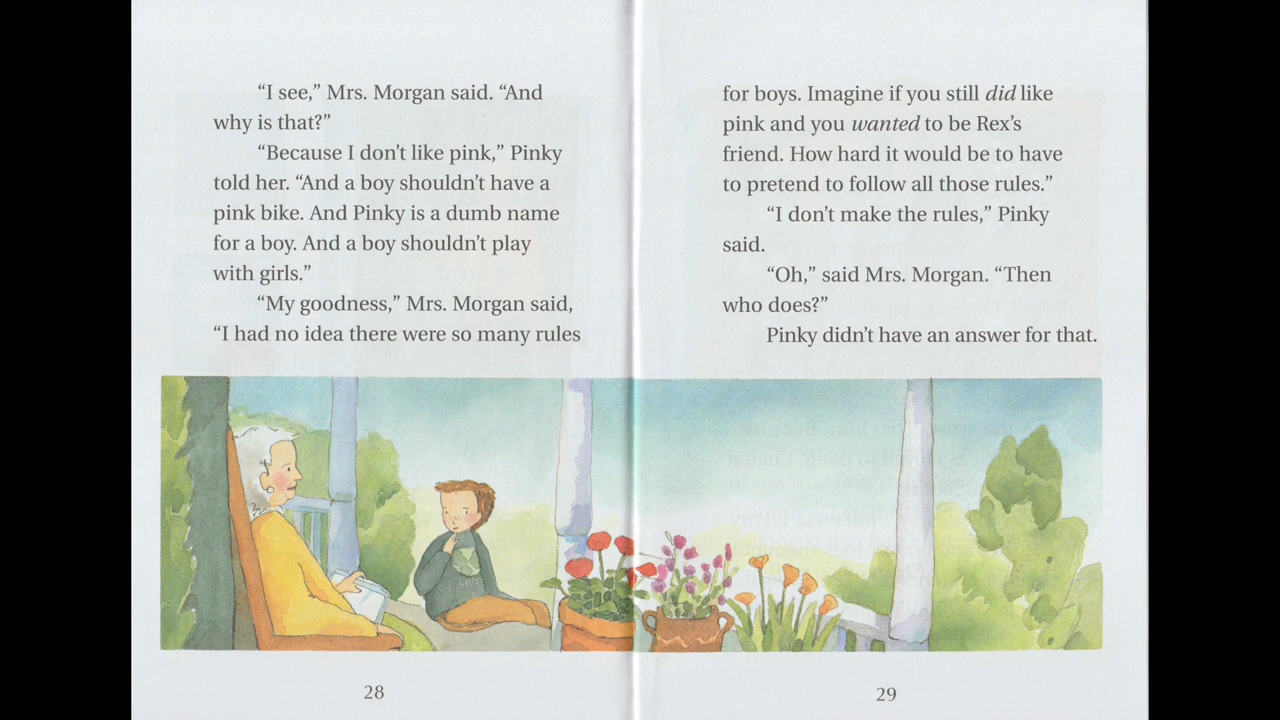 “I see,” Mrs. Morgan said. “And
why is that?”
“Because I don’t like pink,” Pinky
told her. “And a boy shouldn’t have a
pink bike. And Pinky is a dumb name
for a boy. And a boy shouldn’t play
with girls.”
“My goodness,” Mrs. Morgan said,
“I had no idea there were so many rules
28
for boys. Imagine if you still did like
pink and you wanted to be Rex’s
friend. How hard it would be to have
to pretend to follow all those rules.”
“I don’t make the rules,” Pinky
said.
“Oh,” said Mrs. Morgan. “Then
who does?”
Pinky didn’t have an answer for that.
29